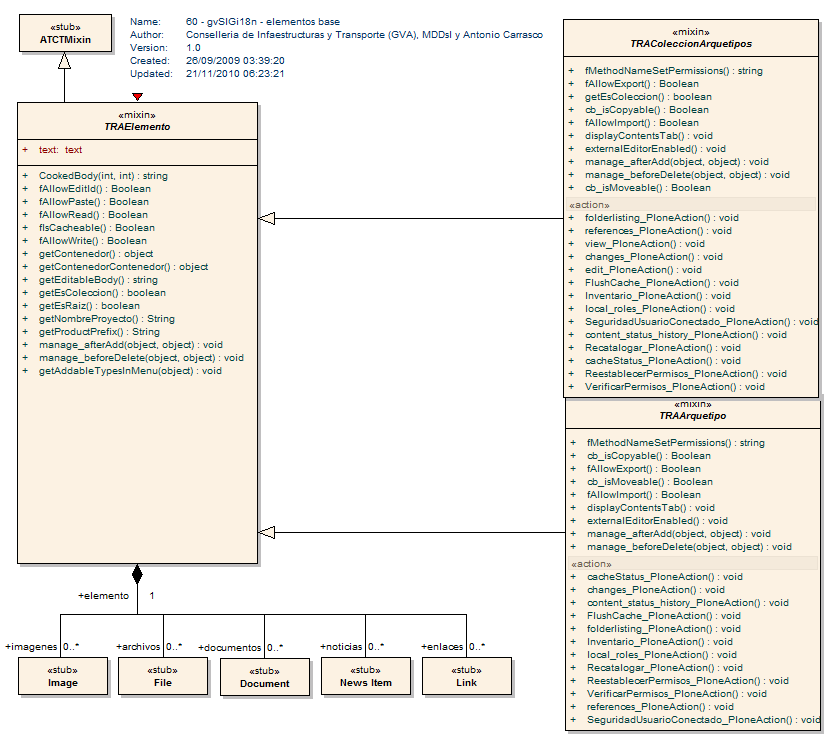 «stub»
ATCTMixin
Name: 60 - gvSIGi18n - elementos base
Author: Conselleria de Infaestructuras y Transporte (GVA), MDDsl y Antonio Carrasco
Version: 1.0
Created: 26/09/2009 03:39:20
Updated: 21/11/2010 06:23:21
«mixin»
TRAElemento
+ text: text
+ CookedBody(int, int) : string
+ fAllowEditId() : Boolean
+ fAllowPaste() : Boolean
+ fAllowRead() : Boolean
+ fIsCacheable() : Boolean
+ fAllowWrite() : Boolean
+ getContenedor() : object
+ getContenedorContenedor() : object
+ getEditableBody() : string
+ getEsColeccion() : boolean
+ getEsRaiz() : boolean
+ getNombreProyecto() : String
+ getProductPrefix() : String
+ manage_afterAdd(object, object) : void
+ manage_beforeDelete(object, object) : void
+ getAddableTypesInMenu(object) : void
«mixin»
TRAColeccionArquetipos
+ fMethodNameSetPermissions() : string
+ fAllowExport() : Boolean
+ getEsColeccion() : boolean
+ cb_isCopyable() : Boolean
+ fAllowImport() : Boolean
+ displayContentsTab() : void
+ externalEditorEnabled() : void
+ manage_afterAdd(object, object) : void
+ manage_beforeDelete(object, object) : void
+ cb_isMoveable() : Boolean
«action»
+ folderlisting_PloneAction() : void
+ references_PloneAction() : void
+ view_PloneAction() : void
+ changes_PloneAction() : void
+ edit_PloneAction() : void
+ FlushCache_PloneAction() : void
+ Inventario_PloneAction() : void
+ local_roles_PloneAction() : void
+ SeguridadUsuarioConectado_PloneAction() : void
+ content_status_history_PloneAction() : void
+ Recatalogar_PloneAction() : void
+ cacheStatus_PloneAction() : void
+ ReestablecerPermisos_PloneAction() : void
+ VerificarPermisos_PloneAction() : void
«mixin»
TRAArquetipo
+ fMethodNameSetPermissions() : string
+ cb_isCopyable() : Boolean
+ fAllowExport() : Boolean
+ cb_isMoveable() : Boolean
+ fAllowImport() : Boolean
+ displayContentsTab() : void
+ externalEditorEnabled() : void
+ manage_afterAdd(object, object) : void
+ manage_beforeDelete(object, object) : void
«action»
+ cacheStatus_PloneAction() : void
+ changes_PloneAction() : void
+ content_status_history_PloneAction() : void
+ FlushCache_PloneAction() : void
+ folderlisting_PloneAction() : void
+ Inventario_PloneAction() : void
+ local_roles_PloneAction() : void
+ Recatalogar_PloneAction() : void
+ ReestablecerPermisos_PloneAction() : void
+ VerificarPermisos_PloneAction() : void
+ references_PloneAction() : void
+ SeguridadUsuarioConectado_PloneAction() : void
+elemento 1
+imagenes 0..*
+archivos 0..*
+documentos 0..*
+noticias 0..*
+enlaces 0..*
«stub»
Image
«stub»
File
«stub»
Document
«stub»
News Item
«stub»
Link